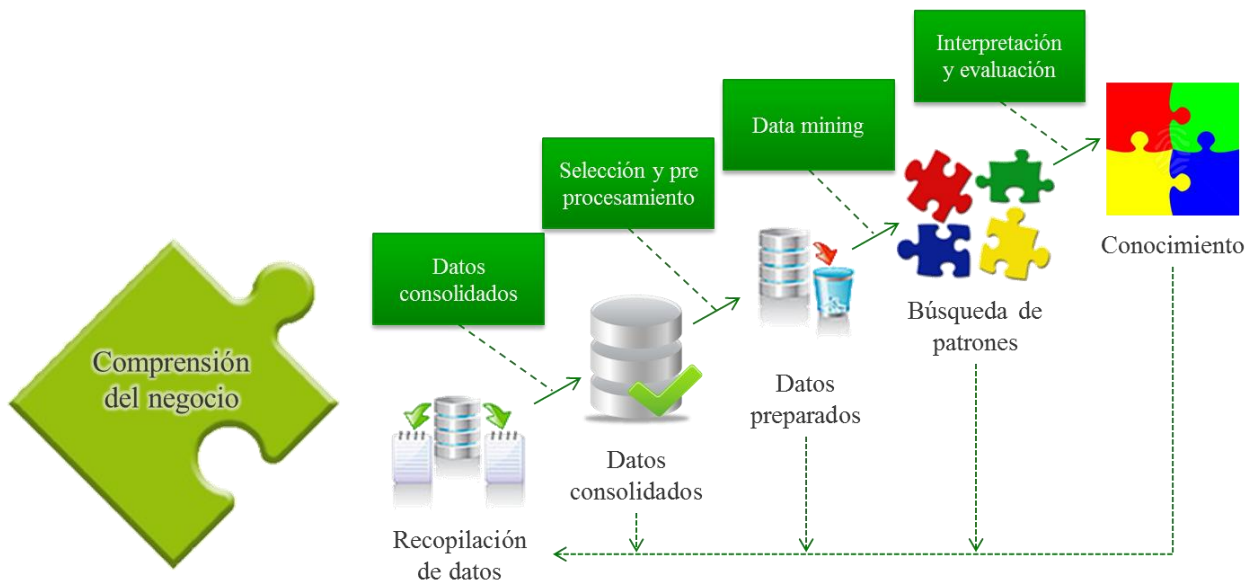 Interpretación
y evaluación
Data mining
Selección y pre
procesamiento
Datos
consolidados
Comprensión
del negocio
Conocimiento
Búsqueda de
patrones
Datos
preparados
Datos
consolidados
Recopilación
de datos